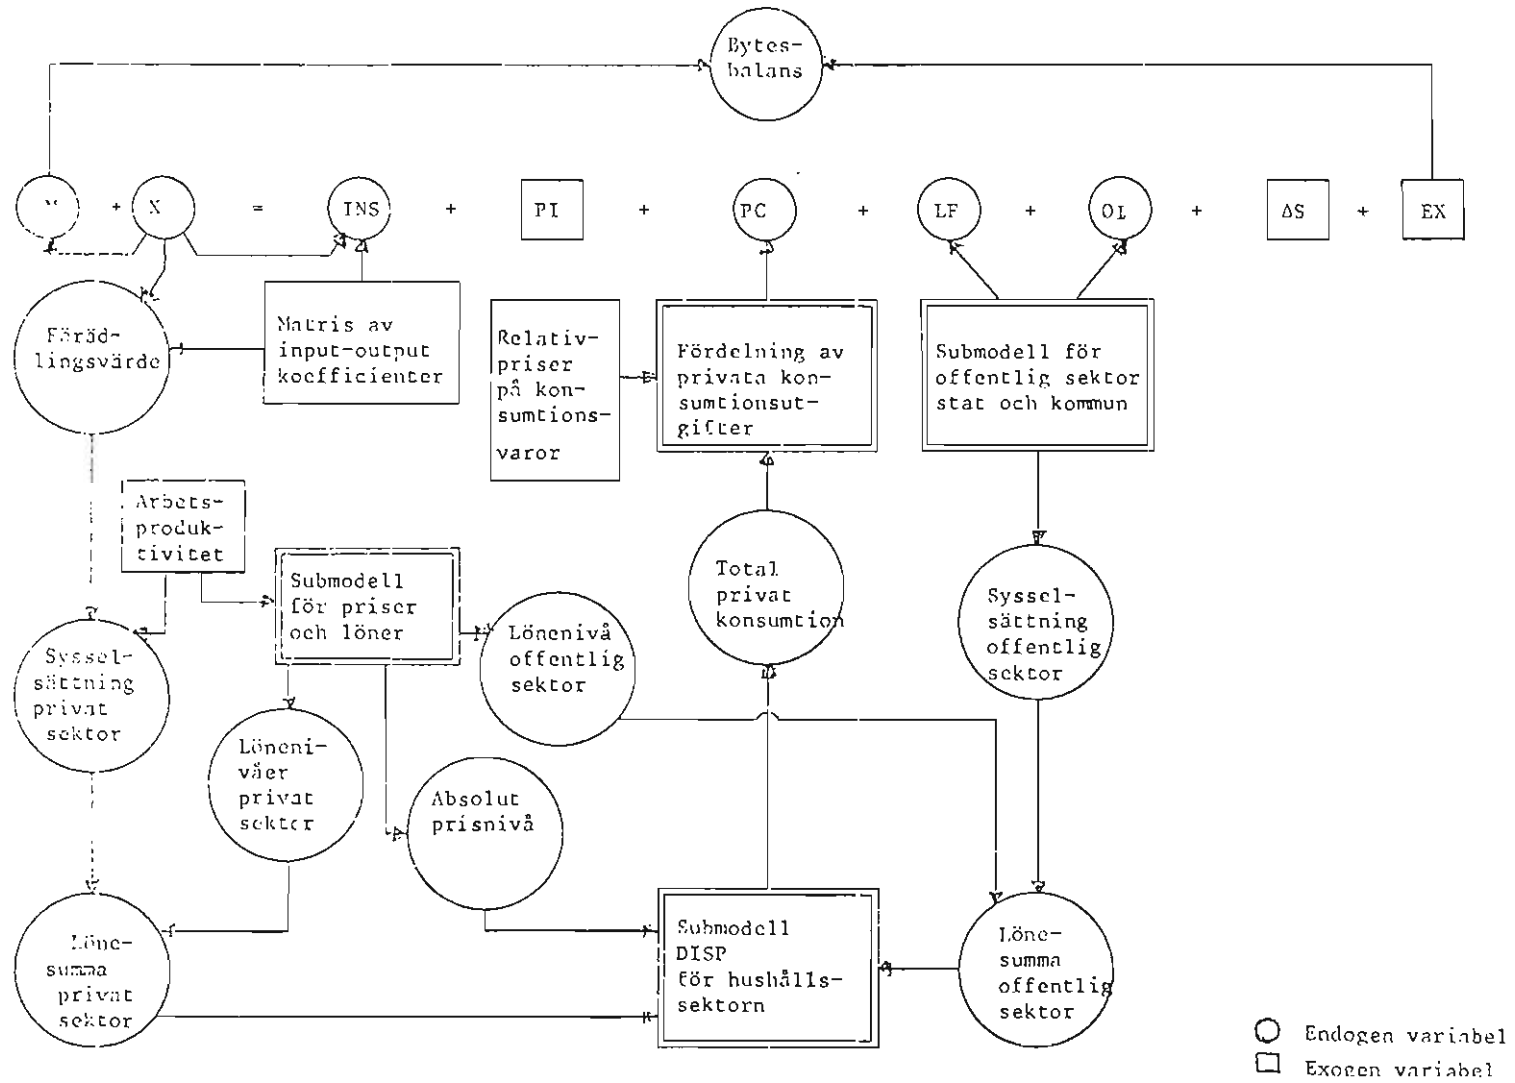 Bytes-
balans
+ X = INS + PI + PC + LF + OI + ΔS + EX
Föräd-
lingsvärde
Matris av
input-output
koefficienter
Relativ-
priser
på kon-
sumtions-
varor
Fördelning av
privata kon-
sumtionsut-
gifter
Submodell för
offentlig sektor
stat och kommun
Arbets-
produk-
tivitet
Submodell
för priser
och löner
Lönenivå
offentlig
sektor
Total
privat
konsumtion
Syssel-
sättning
offentlig
sektor
Syssel-
sättning
privat
sektor
Löneni-
våer
privat
sektor
Absolut
prisnivå
Löne-
summa
privat
sektor
Submodell
DISP
för hushålls-
sektorn
Löne-
summa
offentlig
sektor
Endogen variabel
Exogen variabel